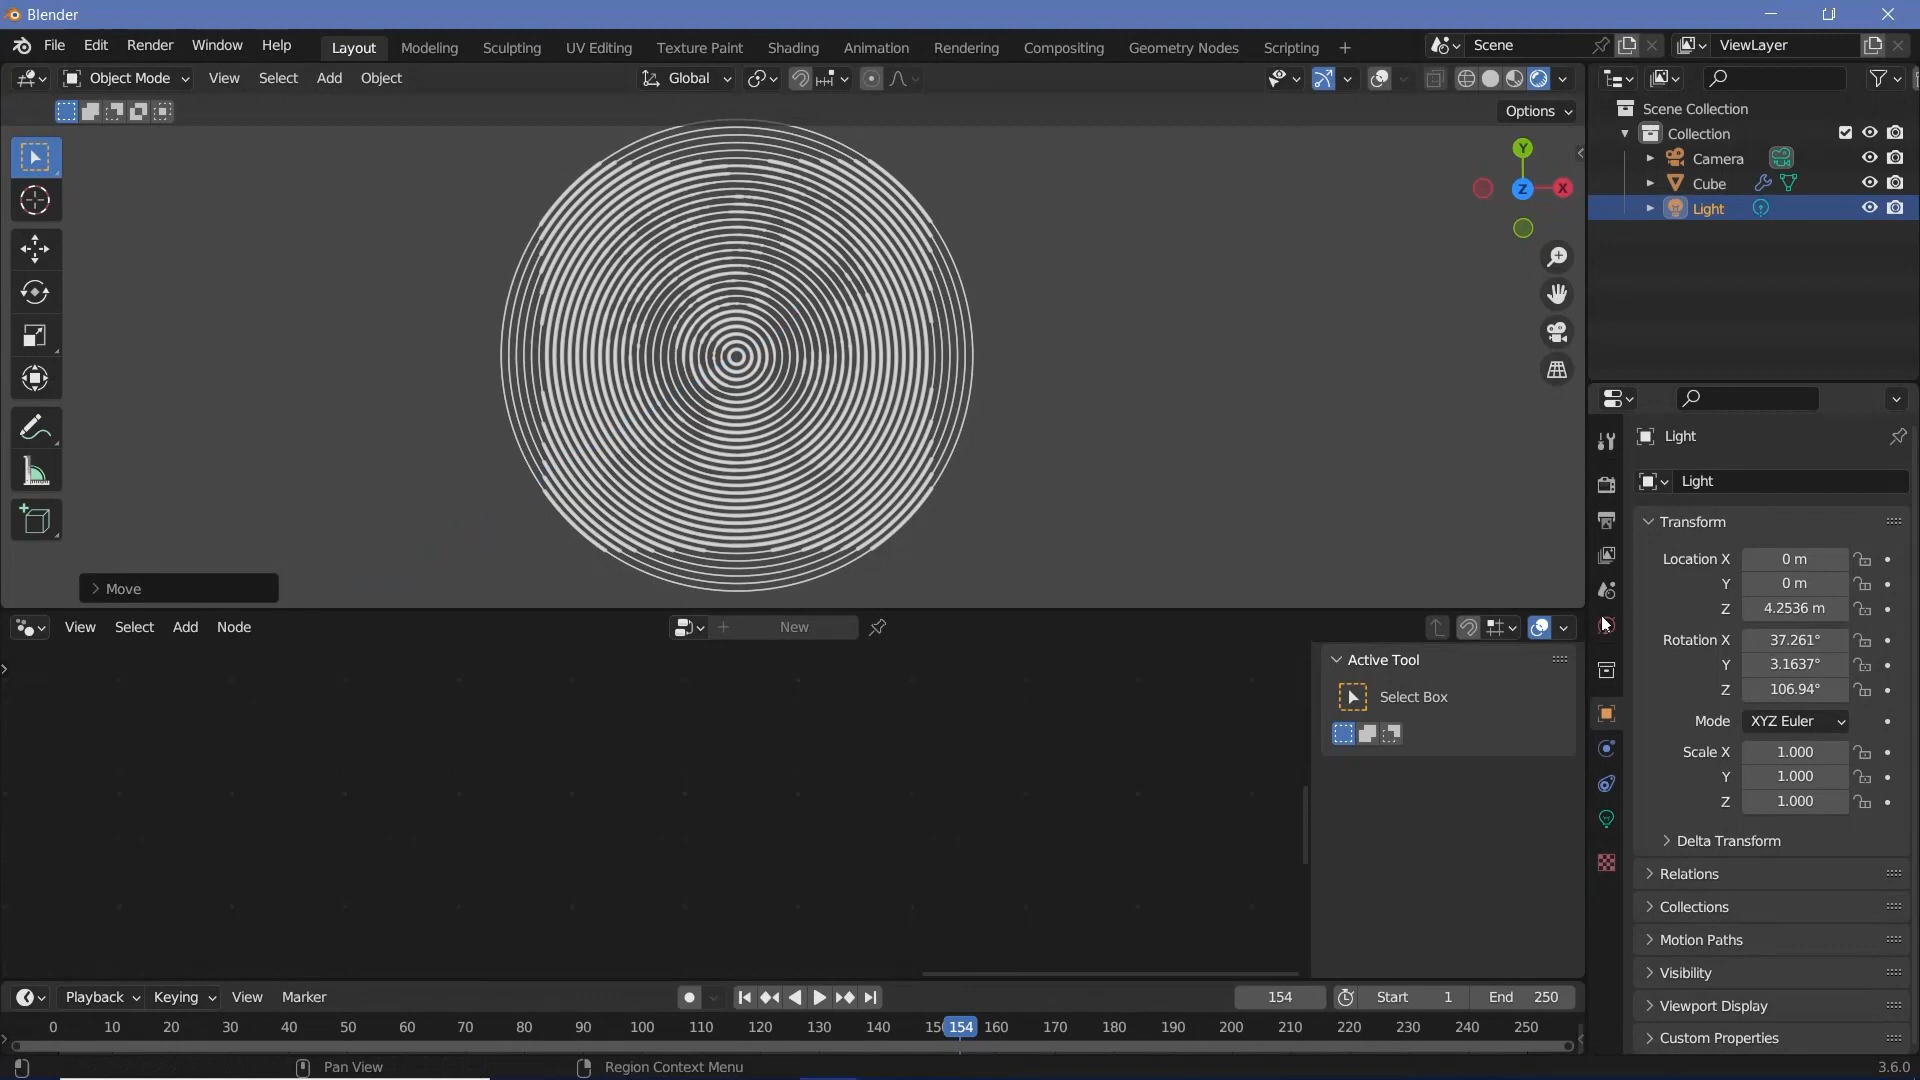 Blender
File Edit Render Window Help Layout Modeling Sculpting UV Editing Texture Paint Shading Animation Rendering Compositing Geometry Nodes Scripting + Scene ViewLayer
Object Mode View Select Add Object Global
Options
Y
Z X
Move
Scene Collection
Collection
Camera
Cube
Light
Light
Light
Transform
Location X 0 m
Y 0 m
Z 4.2536 m
Rotation X 37.261°
Y 3.1637°
Z 106.94°
Mode XYZ Euler
Scale X 1.000
Y 1.000
Z 1.000
Delta Transform
Relations
Collections
Motion Paths
Visibility
Viewport Display
Custom Properties
View Select Add Node New
Active Tool
Select Box
Playback Keying View Marker 154 Start 1 End 250
0 10 20 30 40 50 60 70 80 90 100 110 120 130 140 15 154 160 170 180 190 200 210 220 230 240 250
Pan View Region Context Menu 3.6.0